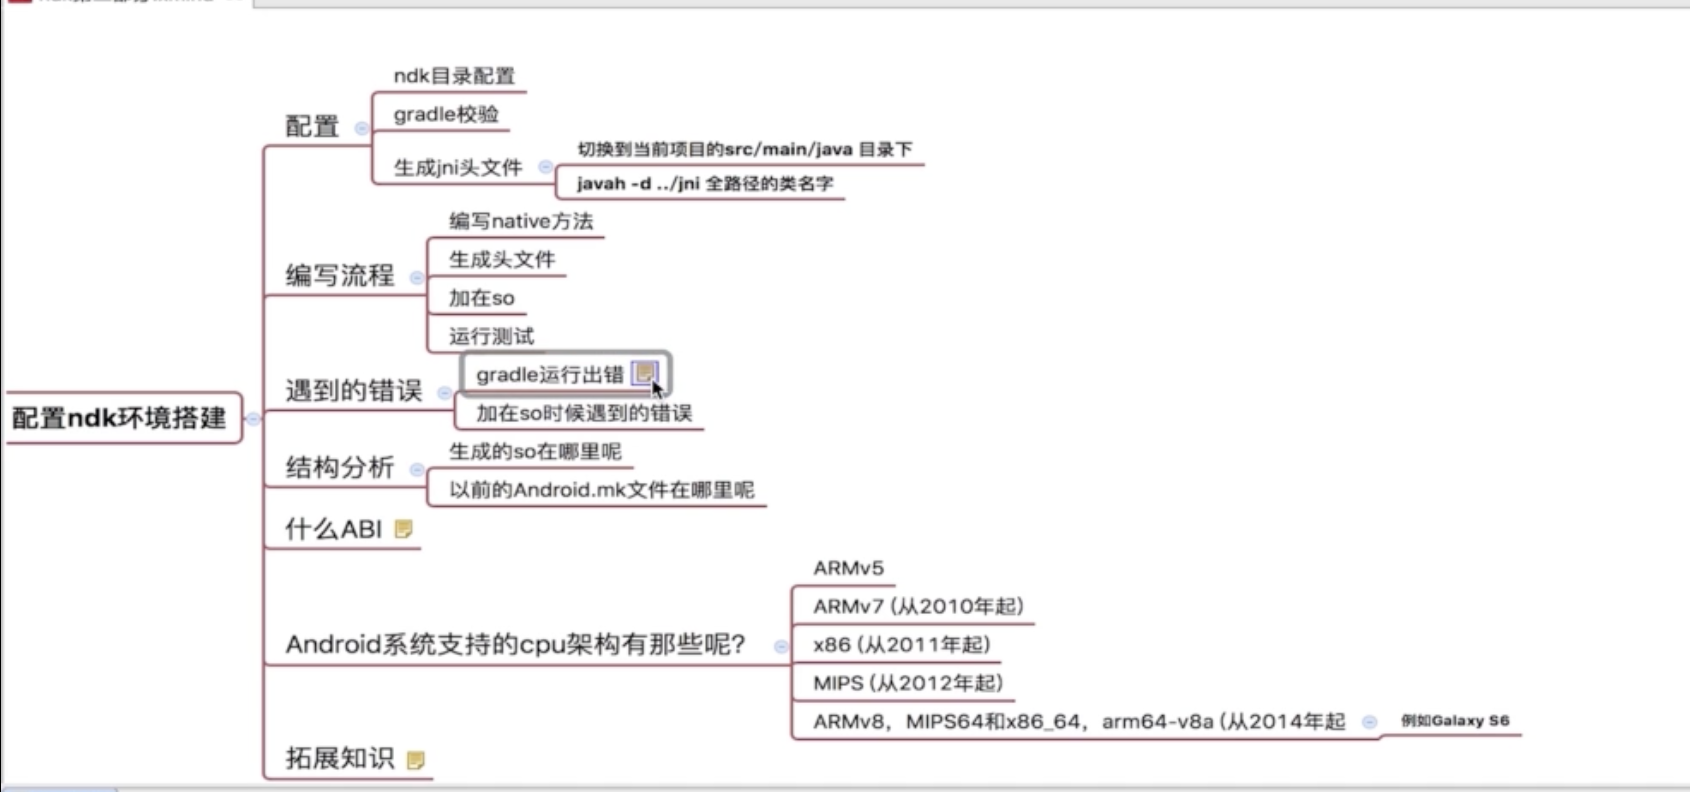 ndk目录配置
gradle校验
配置
生成jni头文件
切换到当前项目的src/main/java 目录下
javah -d ../jni 全路径的类名字
编写native方法
生成头文件
编写流程
加在so
运行测试
gradle运行出错
遇到的错误
加在so时候遇到的错误
配置ndk环境搭建
生成的so在哪里呢
结构分析
以前的Android.mk文件在哪里呢
什么ABI
ARMv5
ARMv7 (从2010年起)
Android系统支持的cpu架构有那些呢?
x86 (从2011年起)
MIPS (从2012年起)
ARMv8，MIPS64和x86_64，arm64-v8a (从2014年起
例如Galaxy S6
拓展知识